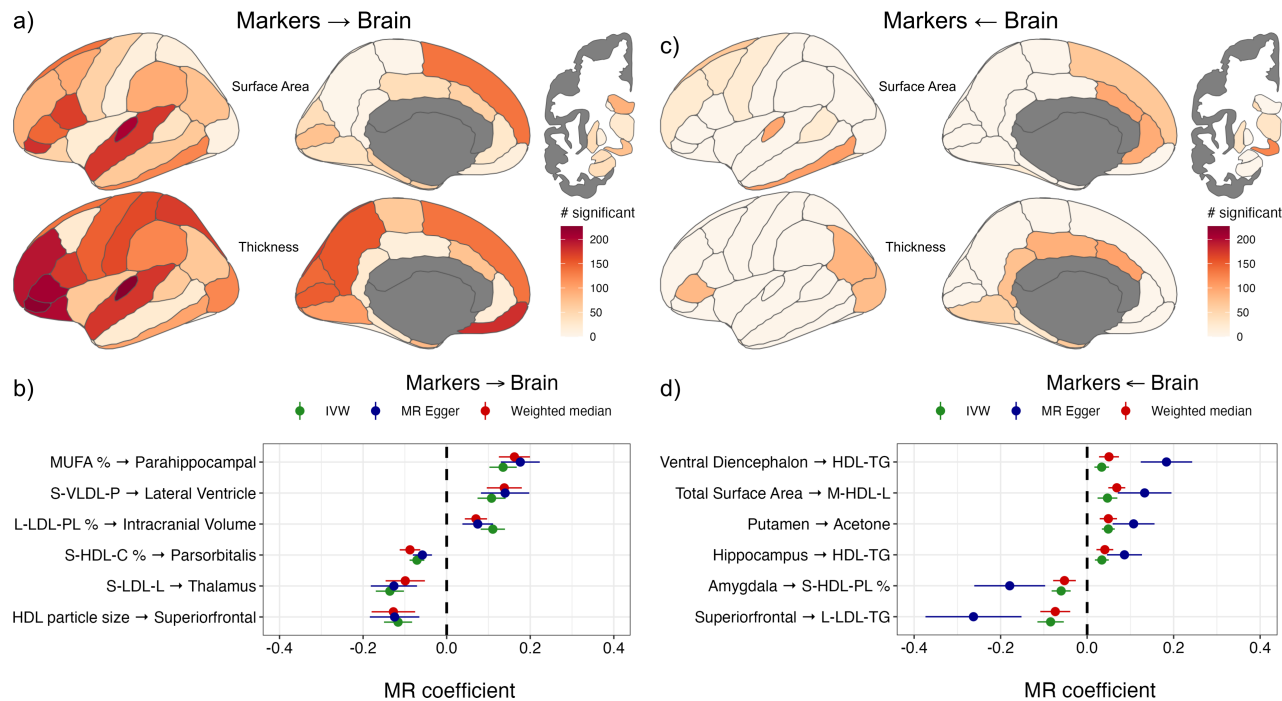 a)
Markers → Brain
Surface Area
Thickness
# significant
200
150
100
50
0
c)
Markers ← Brain
Surface Area
Thickness
# significant
200
150
100
50
0
b)
Markers → Brain
IVW
MR Egger
Weighted median
MUFA % → Parahippocampal
S-VLDL-P → Lateral Ventricle
L-LDL-PL % → Intracranial Volume
S-HDL-C % → Parsorbitalis
S-LDL-L → Thalamus
HDL particle size → Superiorfrontal
-0.4 -0.2 0.0 0.2 0.4
MR coefficient
d)
Markers ← Brain
IVW
MR Egger
Weighted median
Ventral Diencephalon → HDL-TG
Total Surface Area → M-HDL-L
Putamen → Acetone
Hippocampus → HDL-TG
Amygdala → S-HDL-PL %
Superiorfrontal → L-LDL-TG
-0.4 -0.2 0.0 0.2 0.4
MR coefficient